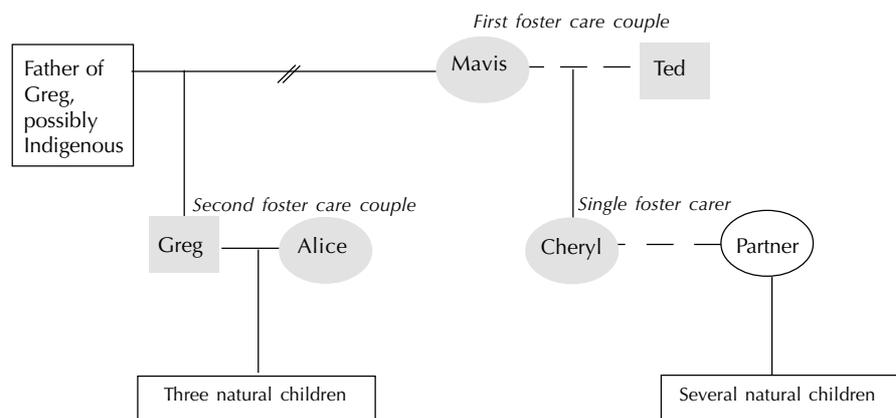 First foster care couple
Father of
Greg,
possibly
Indigenous
Mavis
Ted
Second foster care couple
Single foster carer
Greg
Alice
Cheryl
Partner
Three natural children
Several natural children